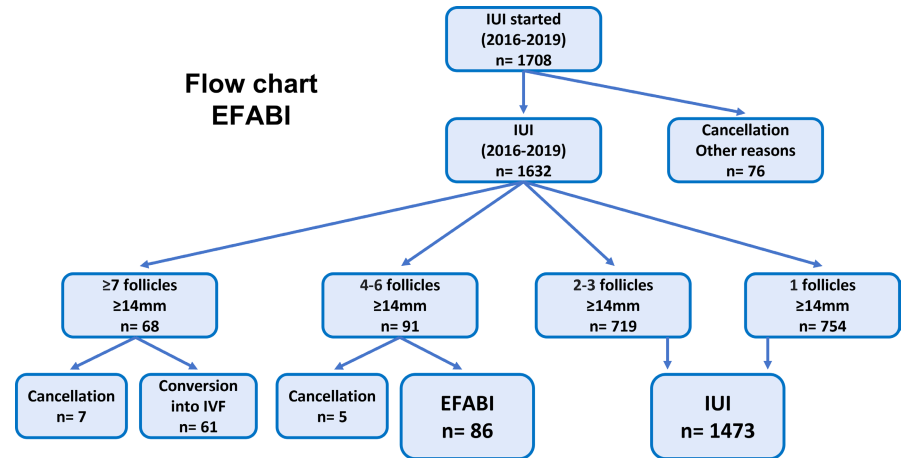 IUI started
(2016-2019)
n= 1708
Flow chart
EFABI
IUI
(2016-2019)
n= 1632
Cancellation
Other reasons
n= 76
≥7 follicles
≥14mm
n= 68
4-6 follicles
≥14mm
n= 91
2-3 follicles
≥14mm
n= 719
1 follicles
≥14mm
n= 754
Cancellation
n= 7
Conversion
into IVF
n= 61
Cancellation
n= 5
EFABI
n= 86
IUI
n= 1473